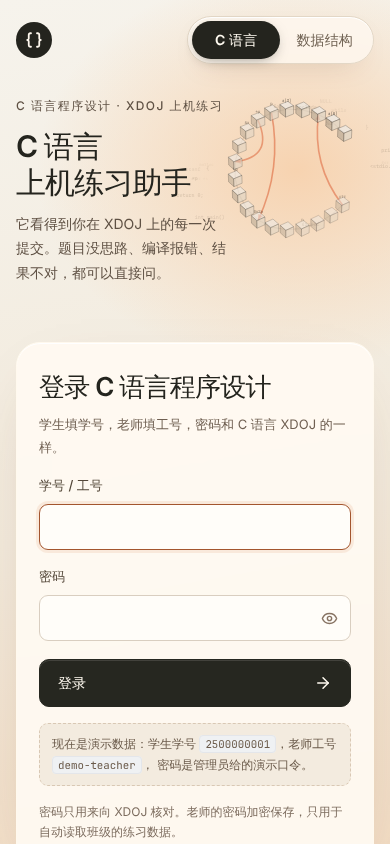 { }
C 语言
数据结构
C 语言程序设计 · XDOJ 上机练习
C 语言
上机练习助手
它看得到你在 XDOJ 上的每一次
提交。题目没思路、编译报错、结
果不对，都可以直接问。
登录 C 语言程序设计
学生填学号，老师填工号，密码和 C 语言 XDOJ 的一
样。
学号 / 工号
密码
登录
现在是演示数据：学生学号 2500000001 ，老师工号
demo-teacher ， 密码是管理员给的演示口令。
密码只用来向 XDOJ 核对。老师的密码加密保存，只用于
自动读取班级的练习数据。